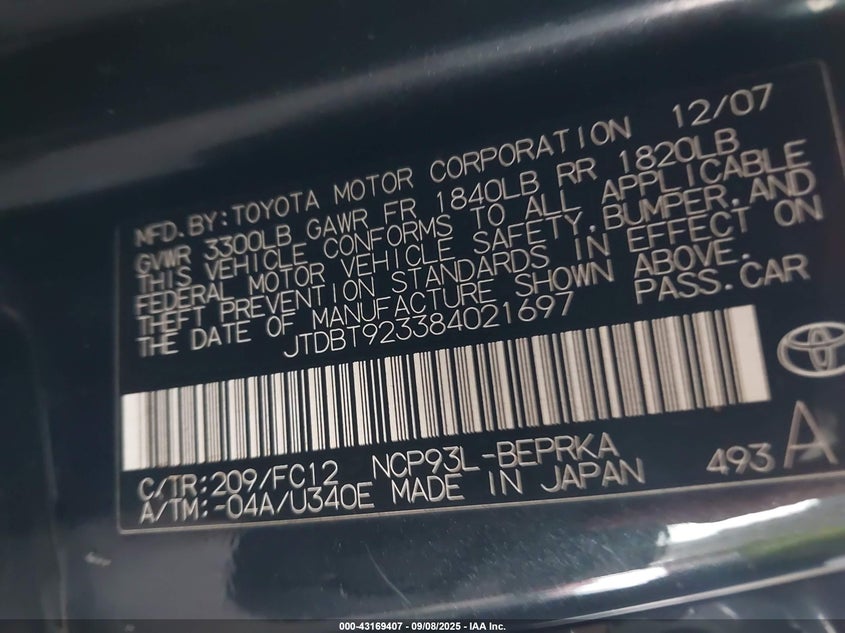 MFD. BY: TOYOTA MOTOR CORPORATION 12/07
GVWR 3300LB GAWR FR 1840LB RR 1820LB
THIS VEHICLE CONFORMS TO ALL APPLICABLE
FEDERAL MOTOR VEHICLE SAFETY, BUMPER, AND
THEFT PREVENTION STANDARDS IN EFFECT ON
THE DATE OF MANUFACTURE SHOWN ABOVE.
JTDBT923384021697 PASS. CAR
C/TR: 209/FC12 NCP93L-BEPRKA 493 A
A/TM: -04A/U340E MADE IN JAPAN
000-43169407 - 09/08/2025 - IAA Inc.